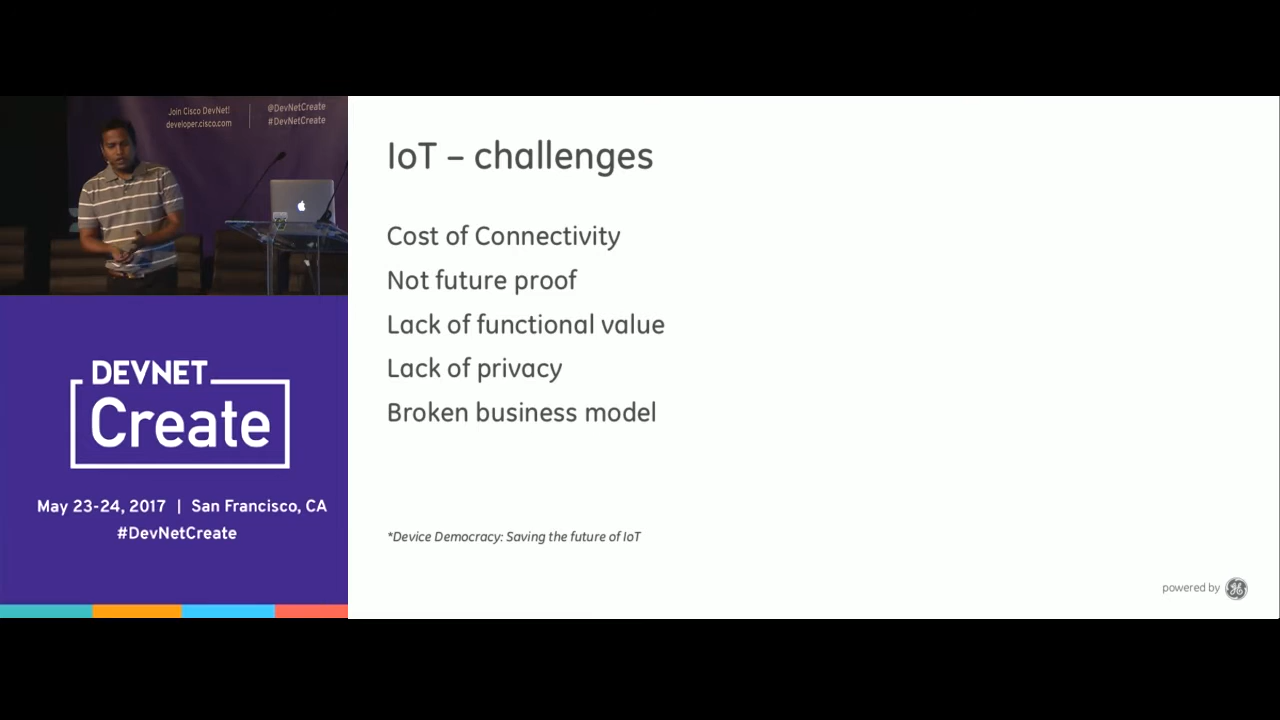 Join Cisco DevNet!
developer.cisco.com
@DevNetCreate
#DevNetCreate
DEVNET
Create
May 23-24, 2017 | San Francisco, CA
#DevNetCreate
IoT – challenges
Cost of Connectivity
Not future proof
Lack of functional value
Lack of privacy
Broken business model
*Device Democracy: Saving the future of IoT
powered by